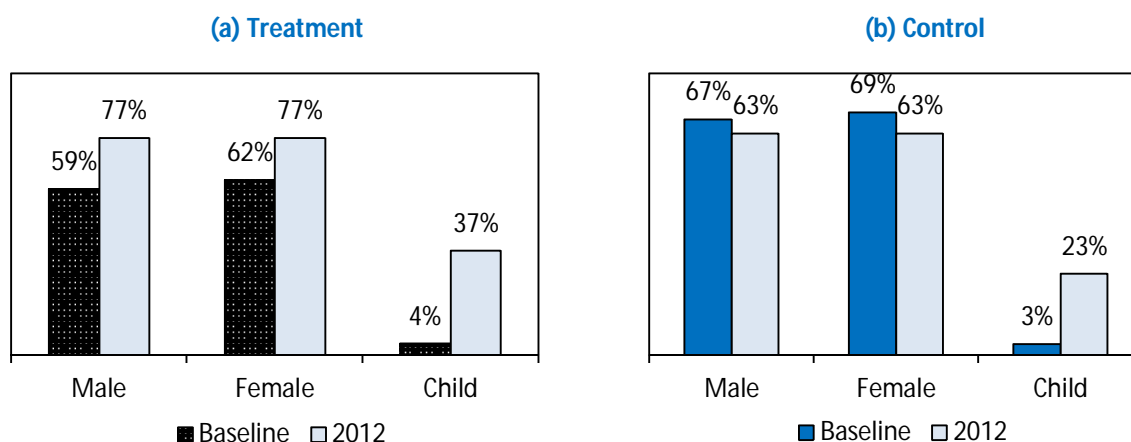 (a) Treatment
77%
77%
59%
62%
37%
4%
Male
Female
Child
Baseline
2012
(b) Control
67%
69%
63%
63%
23%
3%
Male
Female
Child
Baseline
2012